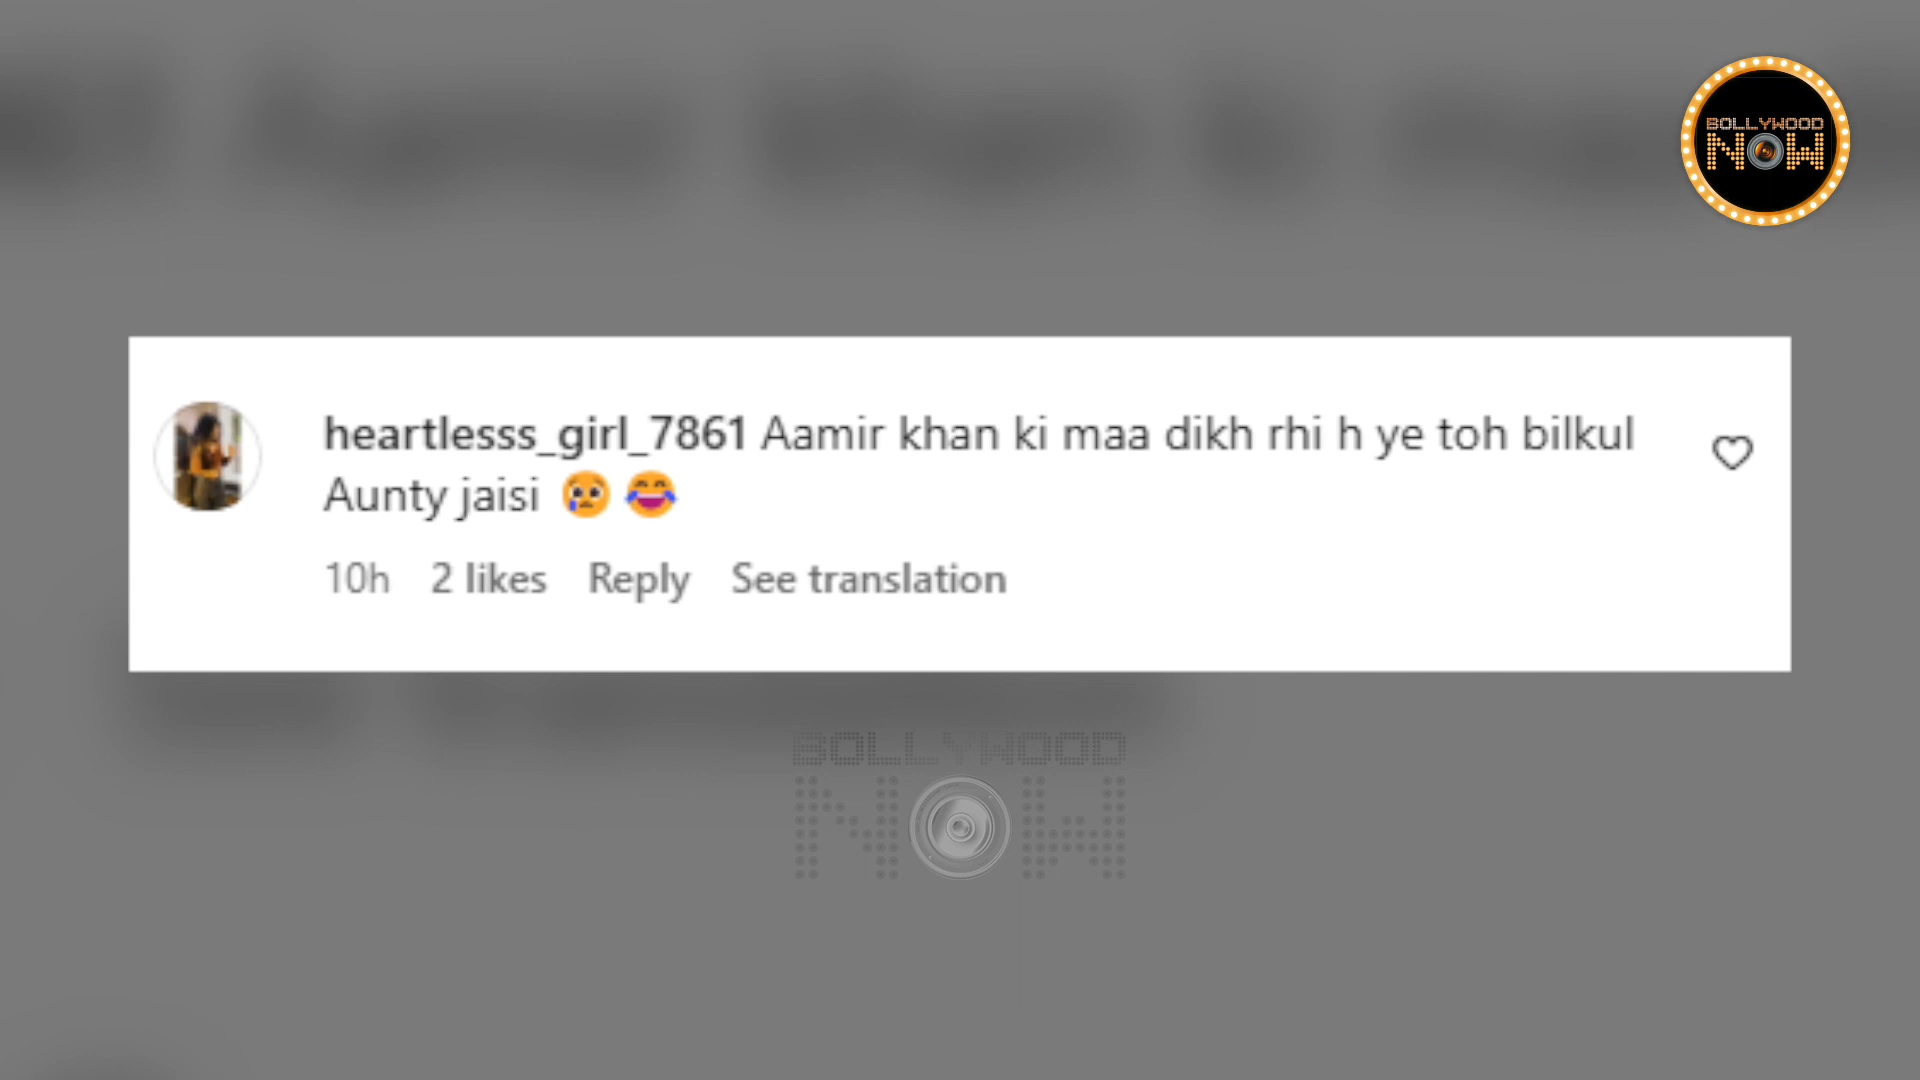 BOLLYWOOD
NOW
heartlesss_girl_7861 Aamir khan ki maa dikh rhi h ye toh bilkul
Aunty jaisi 😢 😂
10h 2 likes Reply See translation
BOLLYWOOD
NOW